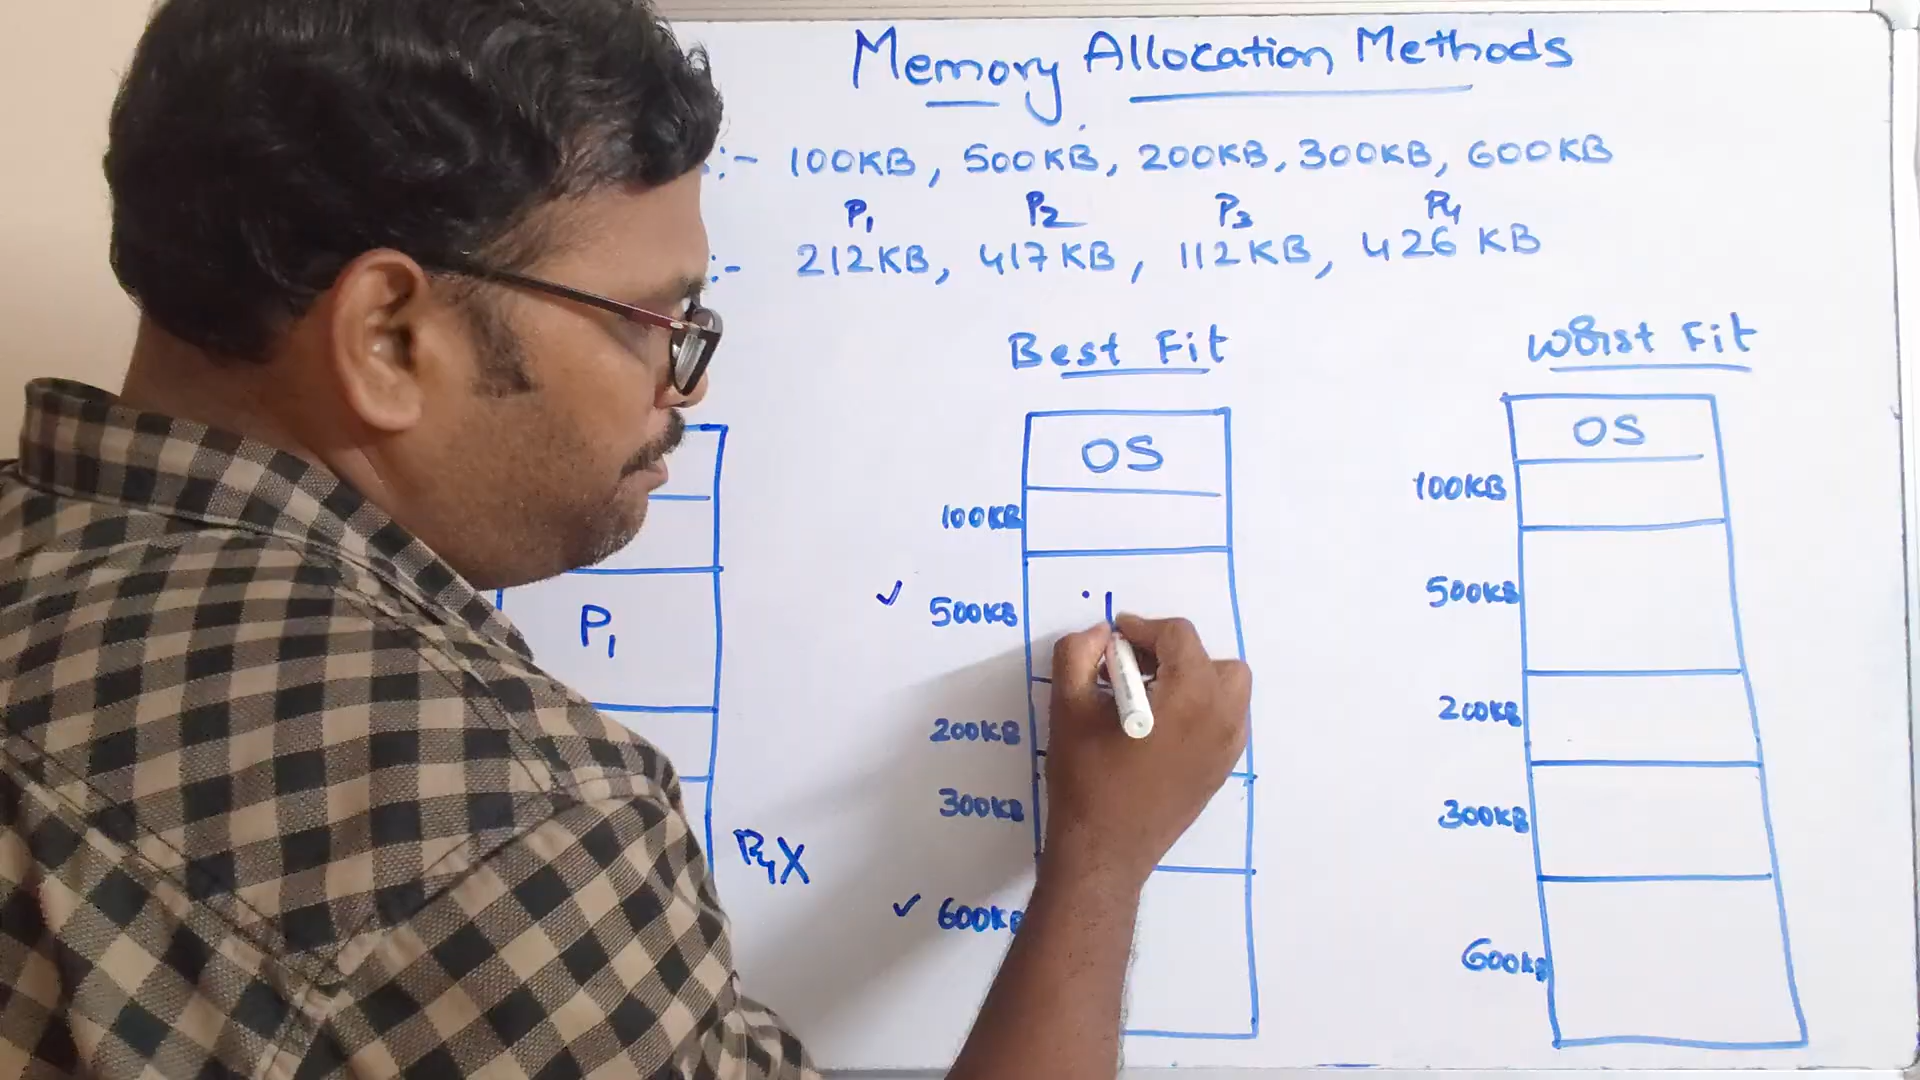 Memory Allocation Methods
:- 100KB, 500KB, 200KB, 300KB, 600KB
P1 P2 P3 P4
:- 212KB, 417KB, 112KB, 426KB
Best Fit
Worst Fit
P1
P4X
OS
100KB
✓ 500KB
200KB
300KB
✓ 600KB
OS
100KB
500KB
200KB
300KB
600KB